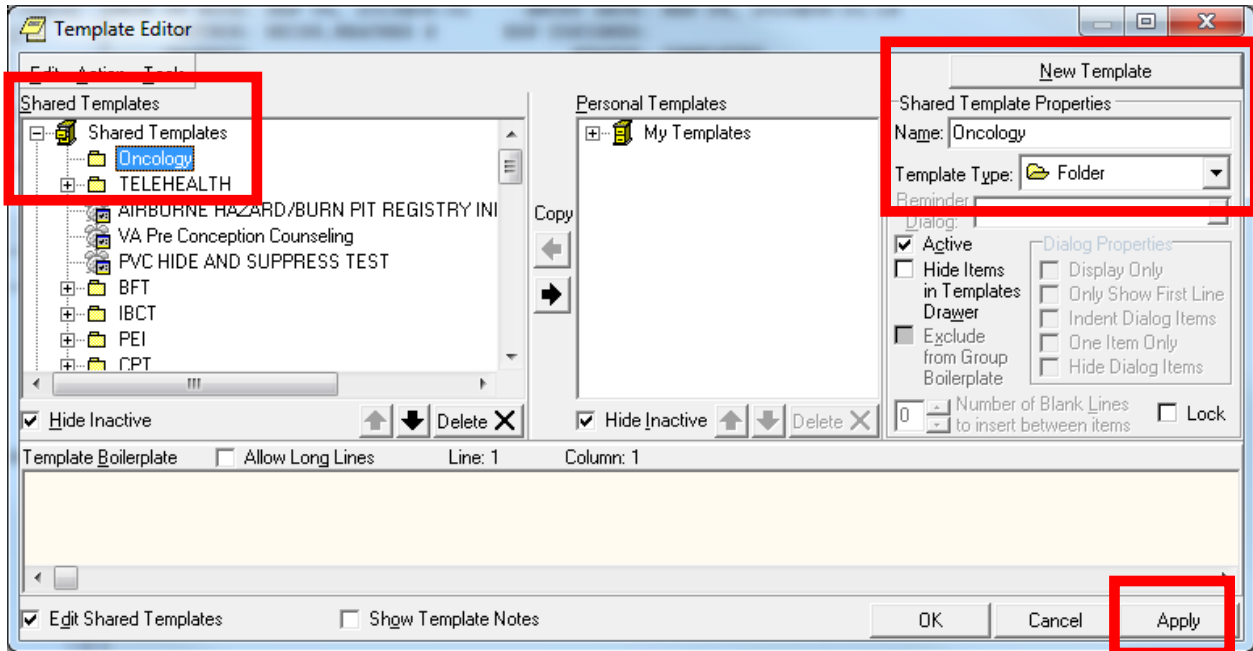 Template Editor
Edit Action Tools
New Template
Shared Templates
Shared Templates
Oncology
TELEHEALTH
AIRBORNE HAZARD/BURN PIT REGISTRY INI
VA Pre Conception Counseling
PVC HIDE AND SUPPRESS TEST
BFT
IBCT
PEI
CPT
Hide Inactive
Delete
Copy
Personal Templates
My Templates
Hide Inactive
Delete
Shared Template Properties
Name: Oncology
Template Type: Folder
Reminder
Dialog:
Active
Hide Items
in Templates
Drawer
Exclude
from Group
Boilerplate
Dialog Properties
Display Only
Only Show First Line
Indent Dialog Items
One Item Only
Hide Dialog Items
0 Number of Blank Lines
to insert between items
Lock
Template Boilerplate Allow Long Lines Line: 1 Column: 1
Edit Shared Templates Show Template Notes OK Cancel Apply